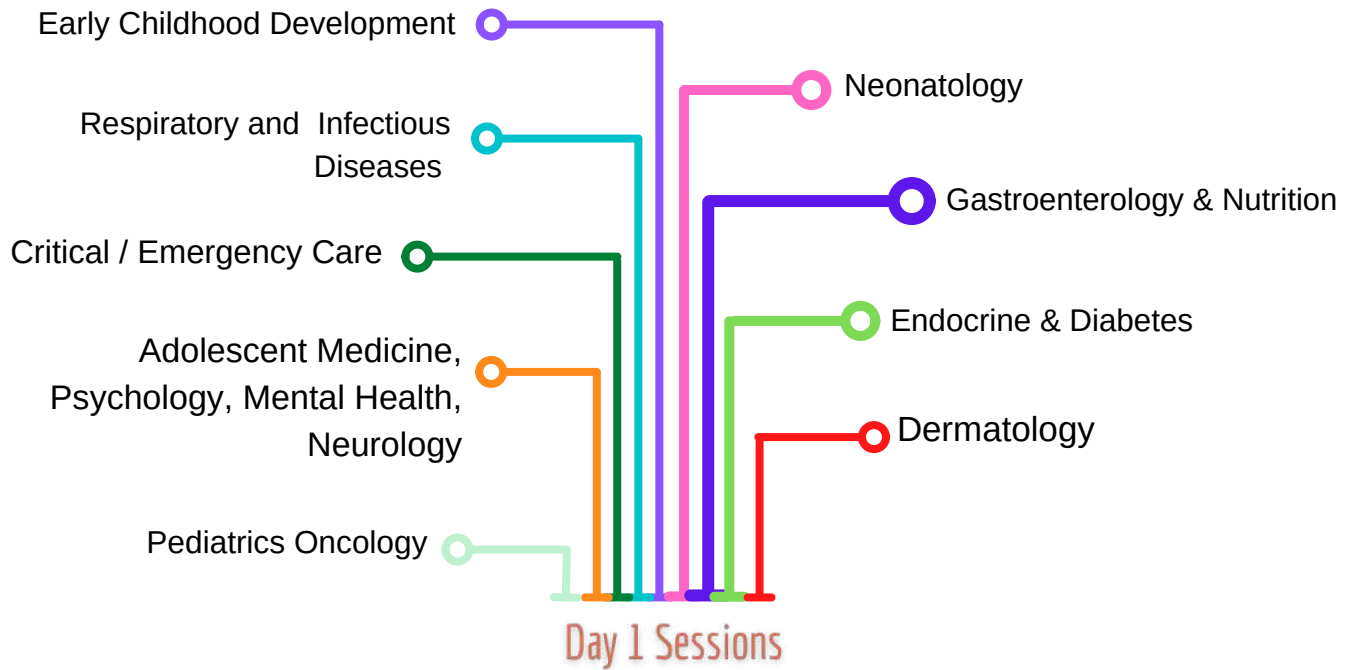 Early Childhood Development
Neonatology
Respiratory and  Infectious
Diseases
Gastroenterology & Nutrition
Critical / Emergency Care
Endocrine & Diabetes
Adolescent Medicine,
Psychology, Mental Health,
Neurology
Dermatology
Pediatrics Oncology
Day 1 Sessions